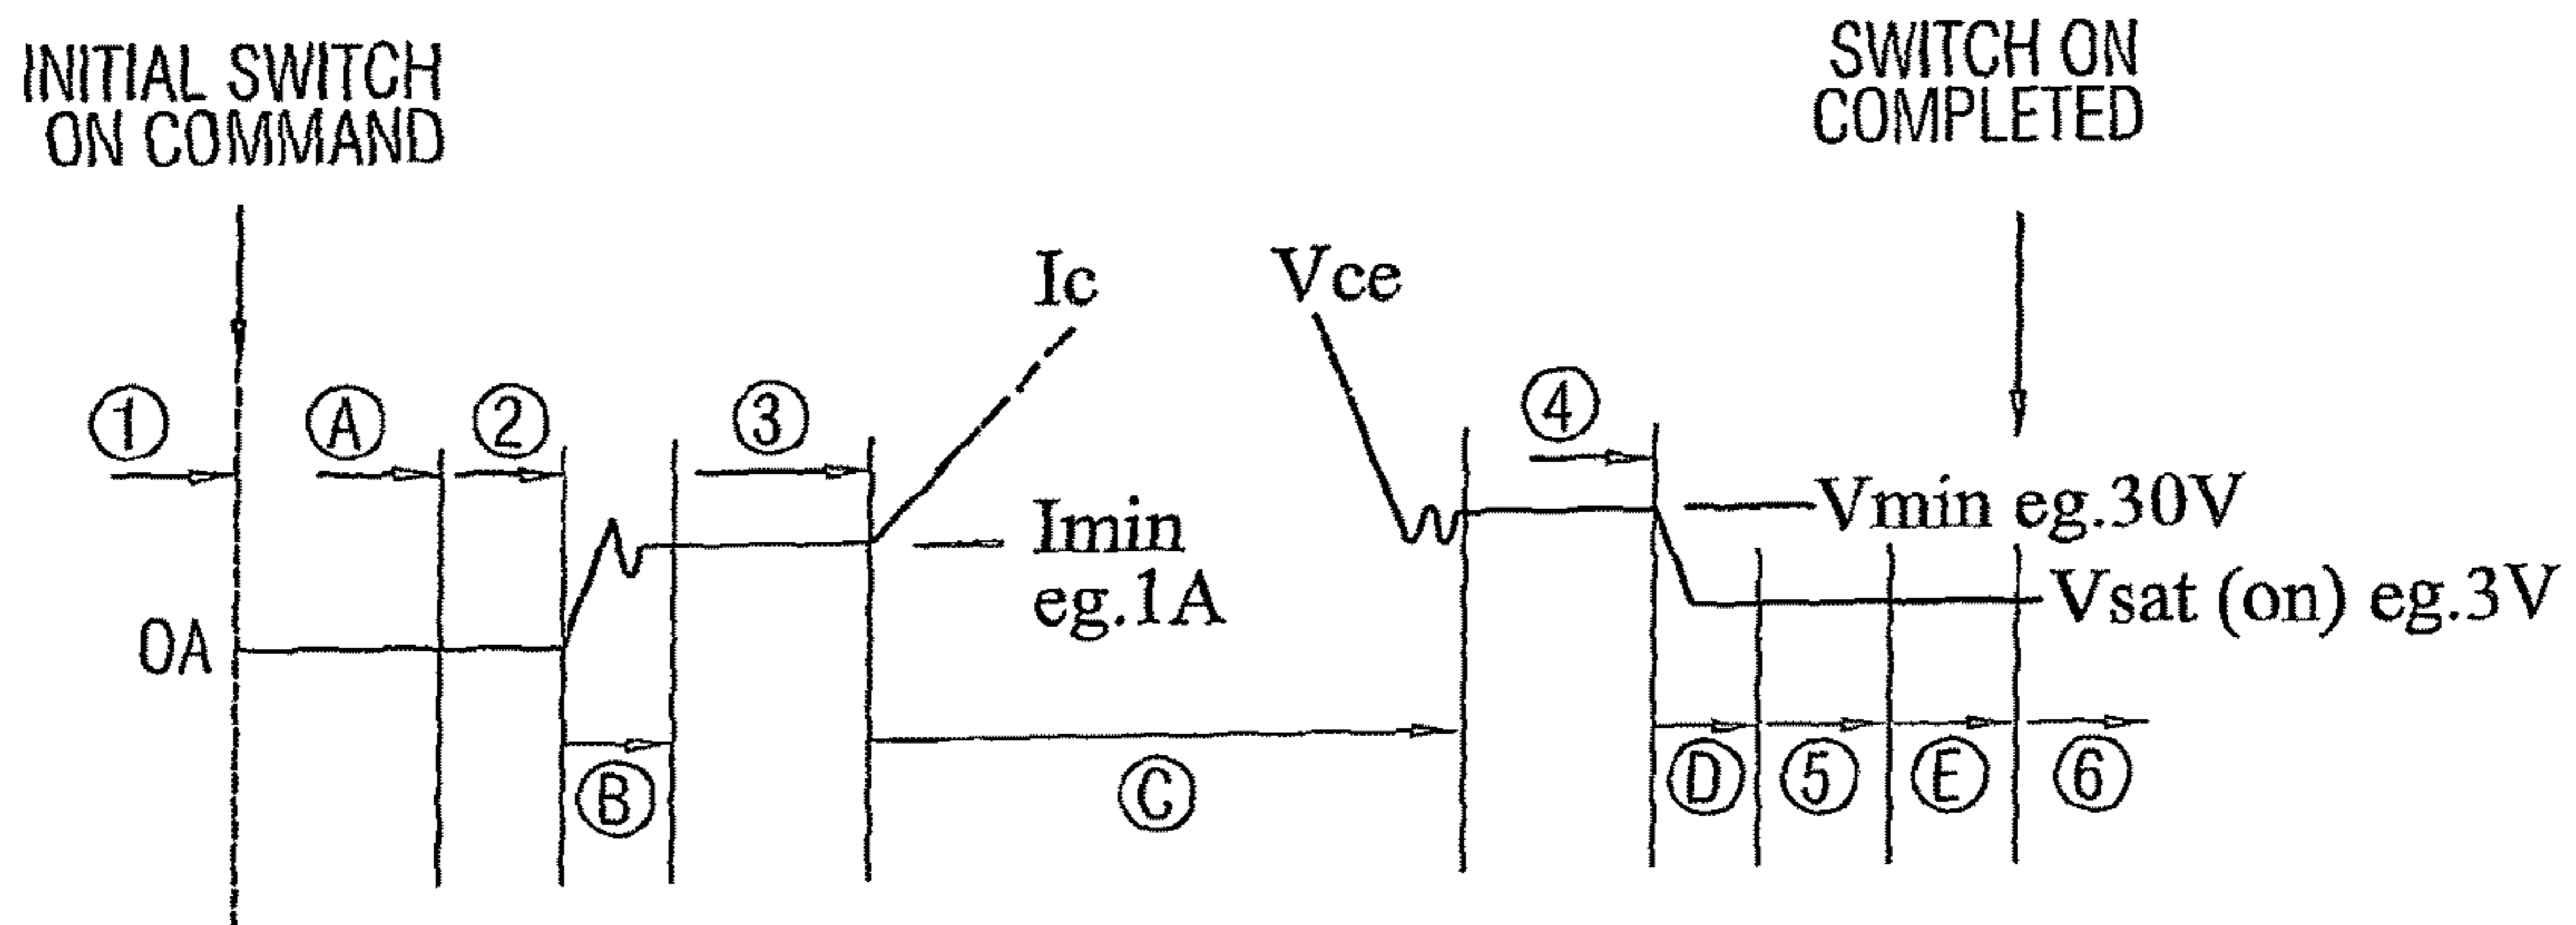 INITIAL SWITCH
ON COMMAND
SWITCH ON
COMPLETED
Ic
Vce
1
A
2
3
4
Imin
eg.1A
Vmin eg.30V
Vsat (on) eg.3V
0A
B
C
D
5
E
6